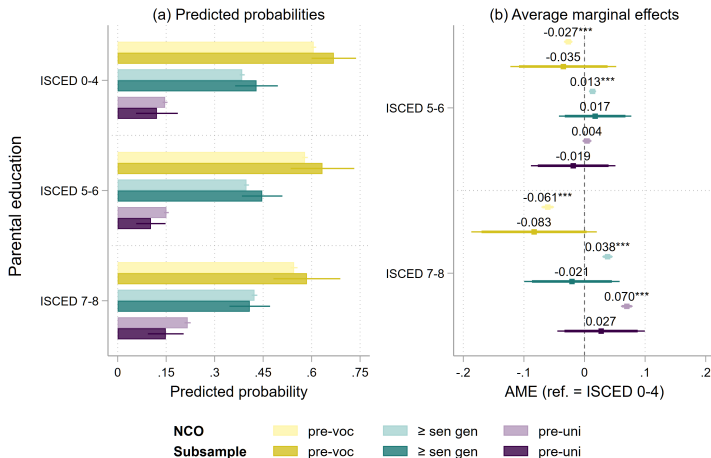 (a) Predicted probabilities
Parental education
ISCED 0-4
ISCED 5-6
ISCED 7-8
0 .15 .3 .45 .6 .75
Predicted probability
(b) Average marginal effects
ISCED 5-6
-0.027***
-0.035
0.013***
0.017
0.004
-0.019
ISCED 7-8
-0.061***
-0.083
0.038***
-0.021
0.070***
0.027
-.2 -.1 0 .1 .2
AME (ref. = ISCED 0-4)
NCO pre-voc ≥ sen gen pre-uni
Subsample pre-voc ≥ sen gen pre-uni